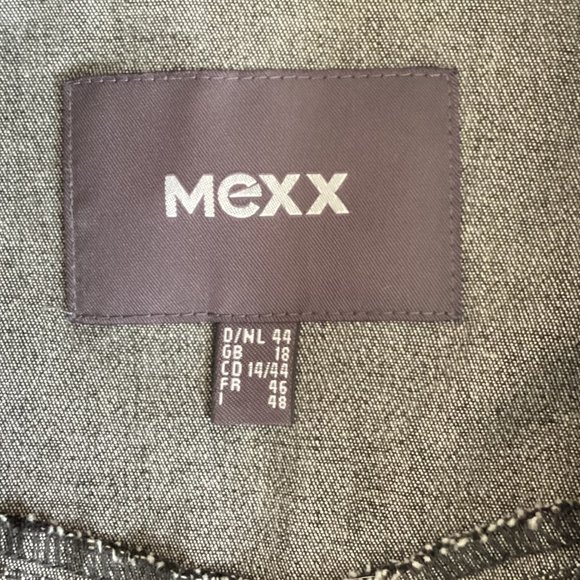 Mexx
D/NL 44
GB 18
CD 14/44
FR 46
I 48